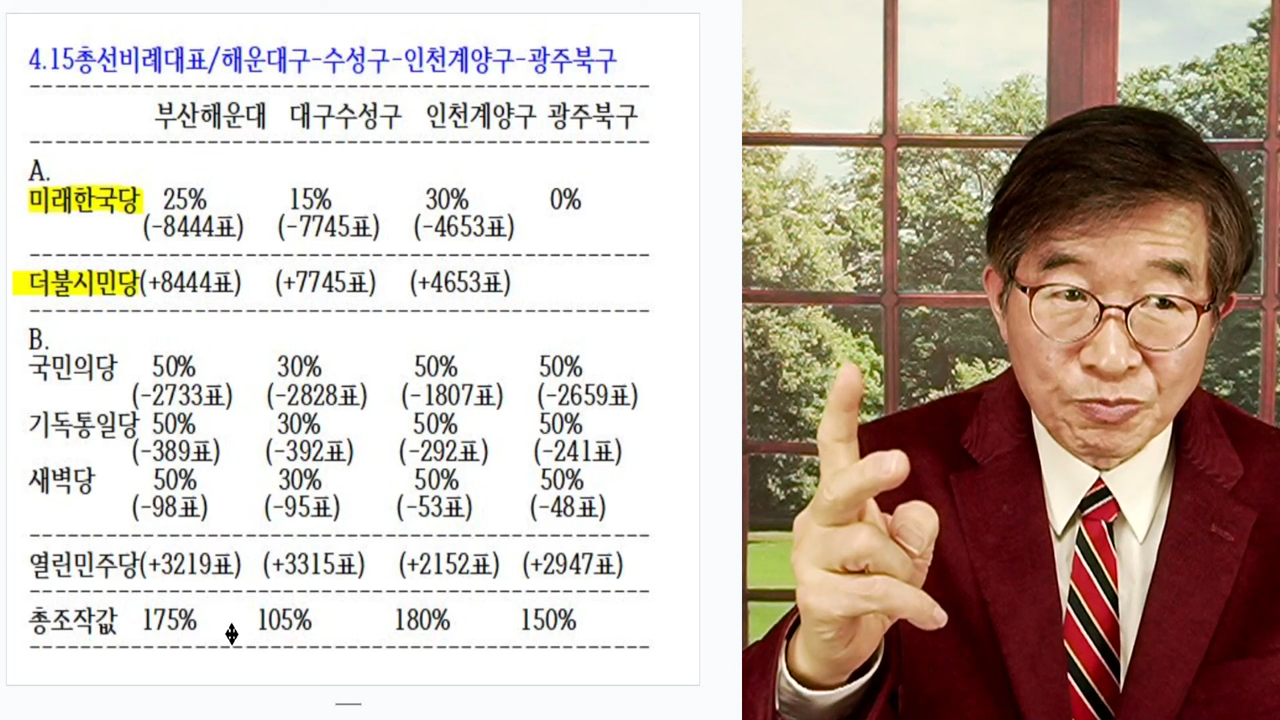 4.15총선비례대표/해운대구-수성구-인천계양구-광주북구
부산해운대 대구수성구 인천계양구 광주북구
A.
미래한국당 25% 15% 30% 0%
(-8444표) (-7745표) (-4653표)
더불시민당(+8444표) (+7745표) (+4653표)
B.
국민의당 50% 30% 50% 50%
(-2733표) (-2828표) (-1807표) (-2659표)
기독통일당 50% 30% 50% 50%
(-389표) (-392표) (-292표) (-241표)
새벽당 50% 30% 50% 50%
(-98표) (-95표) (-53표) (-48표)
열린민주당(+3219표) (+3315표) (+2152표) (+2947표)
총조작값 175% 105% 180% 150%